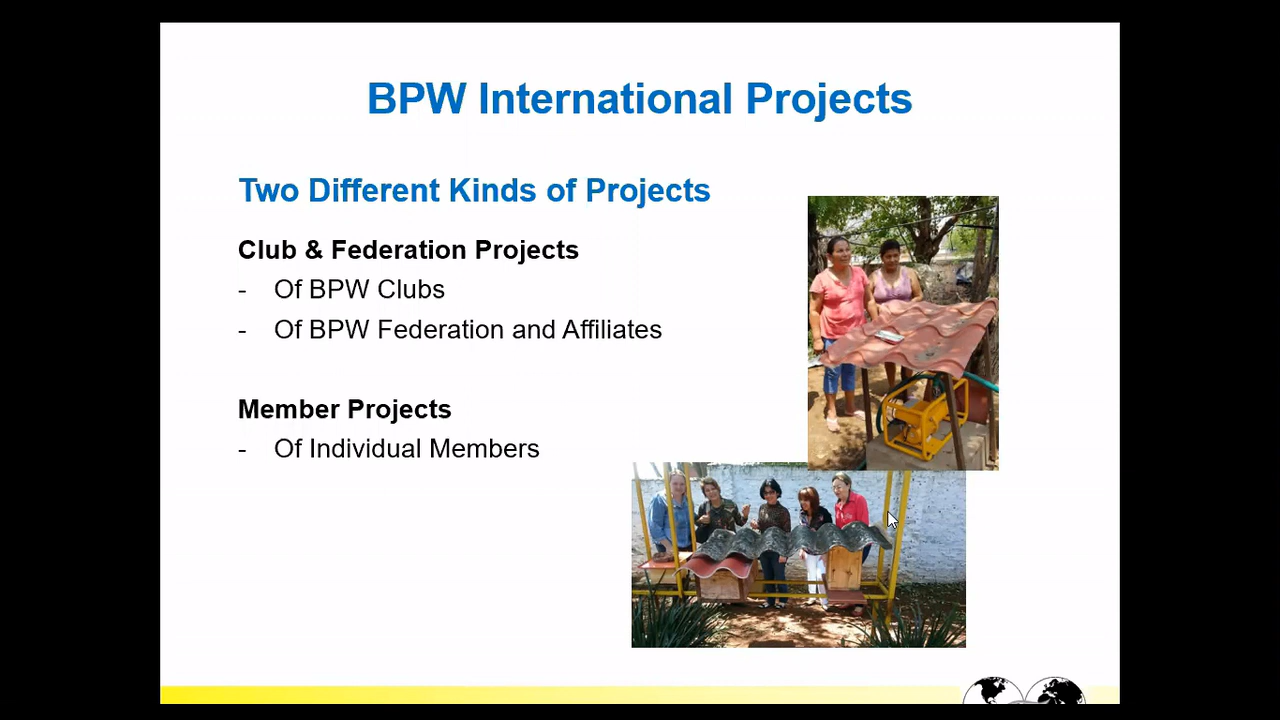 BPW International Projects
Two Different Kinds of Projects
Club & Federation Projects
- Of BPW Clubs
- Of BPW Federation and Affiliates
Member Projects
- Of Individual Members